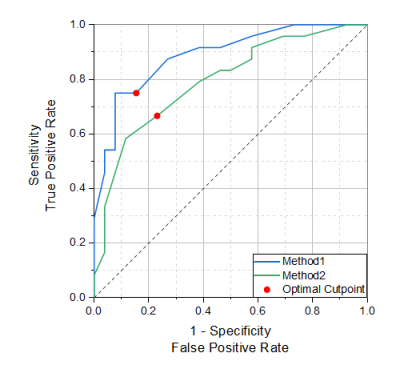 1.0
0.8
0.6
0.4
0.2
0.0
Sensitivity
True Positive Rate
Method1
Method2
Optimal Cutpoint
0.0 0.2 0.4 0.6 0.8 1.0
1 - Specificity
False Positive Rate